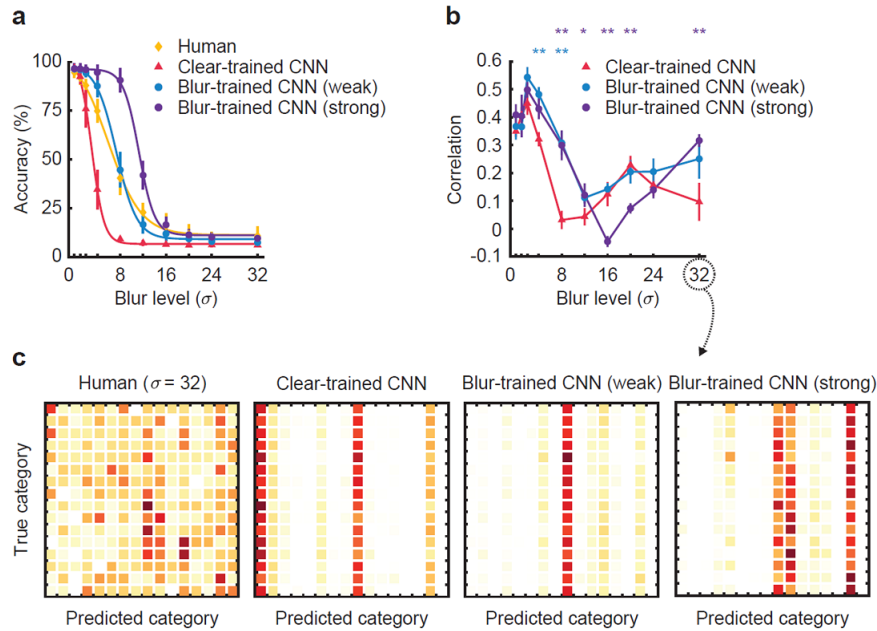 a
Human
Clear-trained CNN
Blur-trained CNN (weak)
Blur-trained CNN (strong)
Accuracy (%)
100
75
50
25
0
0 8 16 24 32
Blur level (σ)
b
** * ** ** **
** **
Clear-trained CNN
Blur-trained CNN (weak)
Blur-trained CNN (strong)
Correlation
0.6
0.5
0.4
0.3
0.2
0.1
0
-0.1
0 8 16 24 32
Blur level (σ)
c
Human (σ = 32)
Clear-trained CNN
Blur-trained CNN (weak)
Blur-trained CNN (strong)
True category
Predicted category
Predicted category
Predicted category
Predicted category